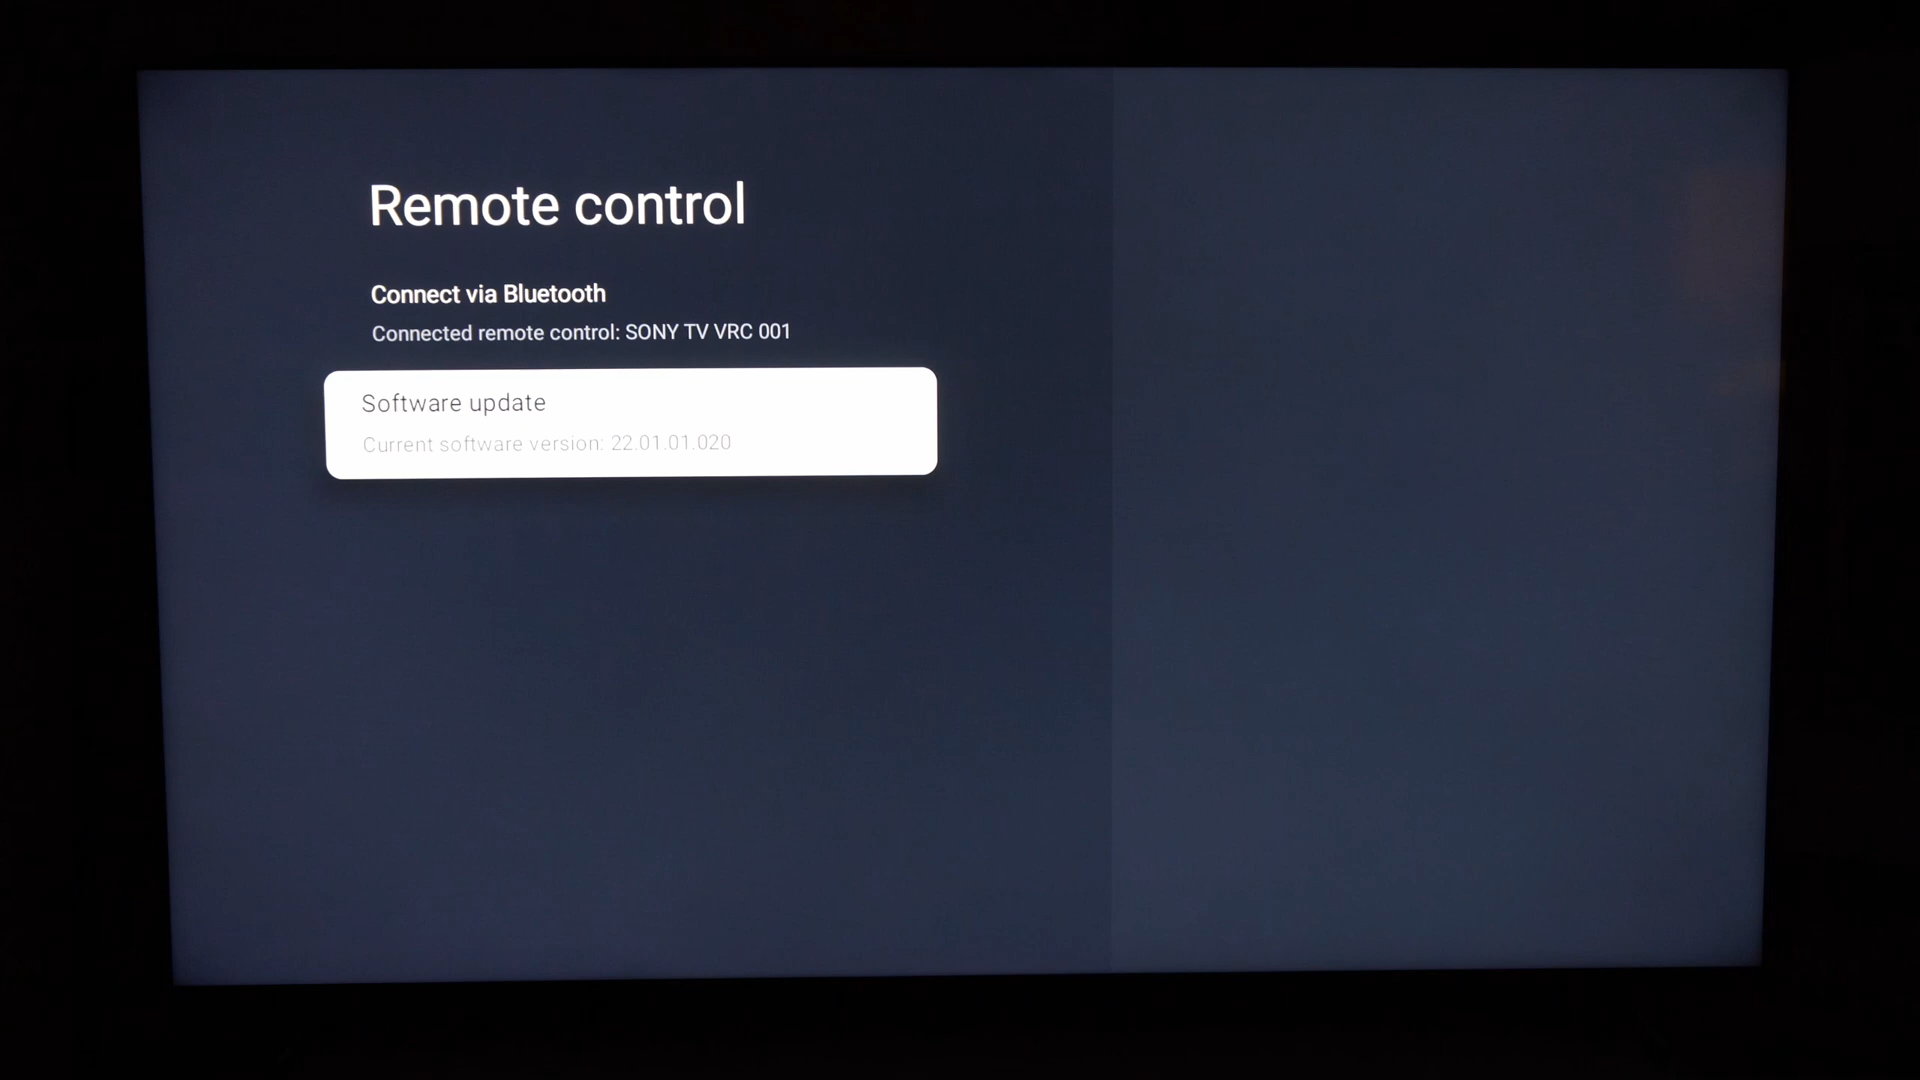 Remote control
Connect via Bluetooth
Connected remote control: SONY TV VRC 001
Software update
Current software version: 22.01.01.020